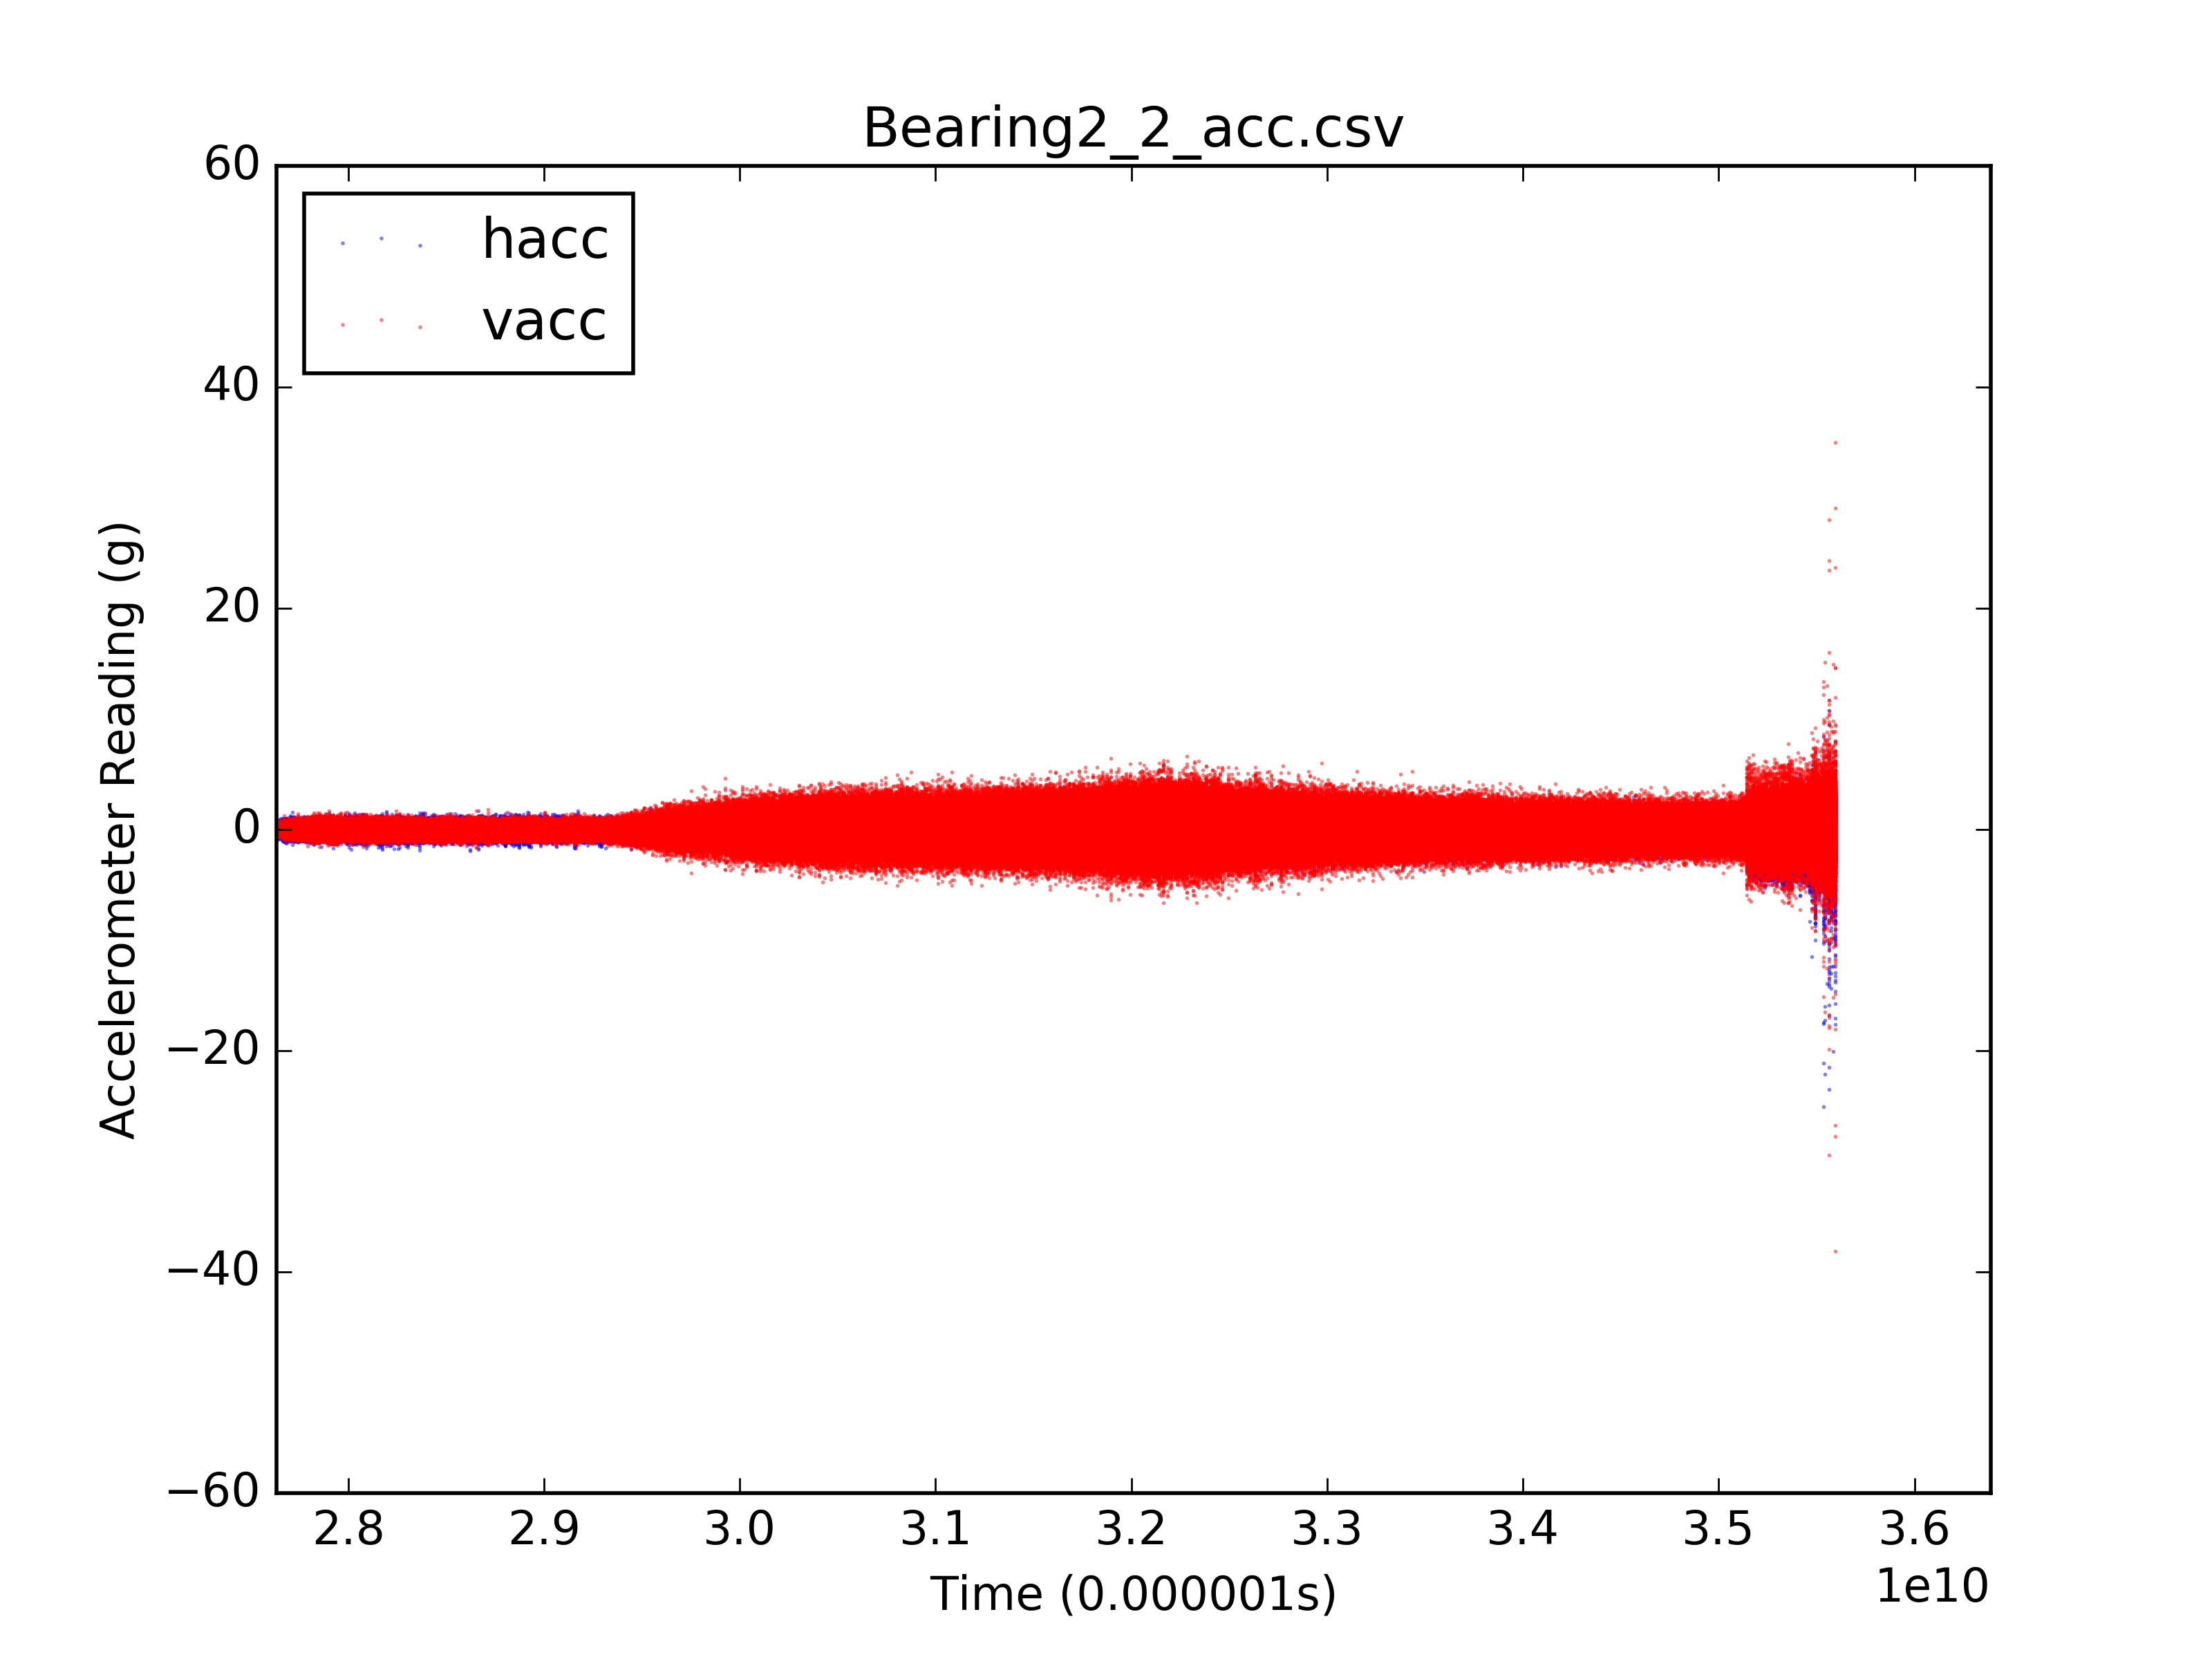 Bearing2_2_acc.csv
60
40
20
0
−20
−40
−60
hacc
vacc
Accelerometer Reading (g)
2.8 2.9 3.0 3.1 3.2 3.3 3.4 3.5 3.6
1e10
Time (0.000001s)